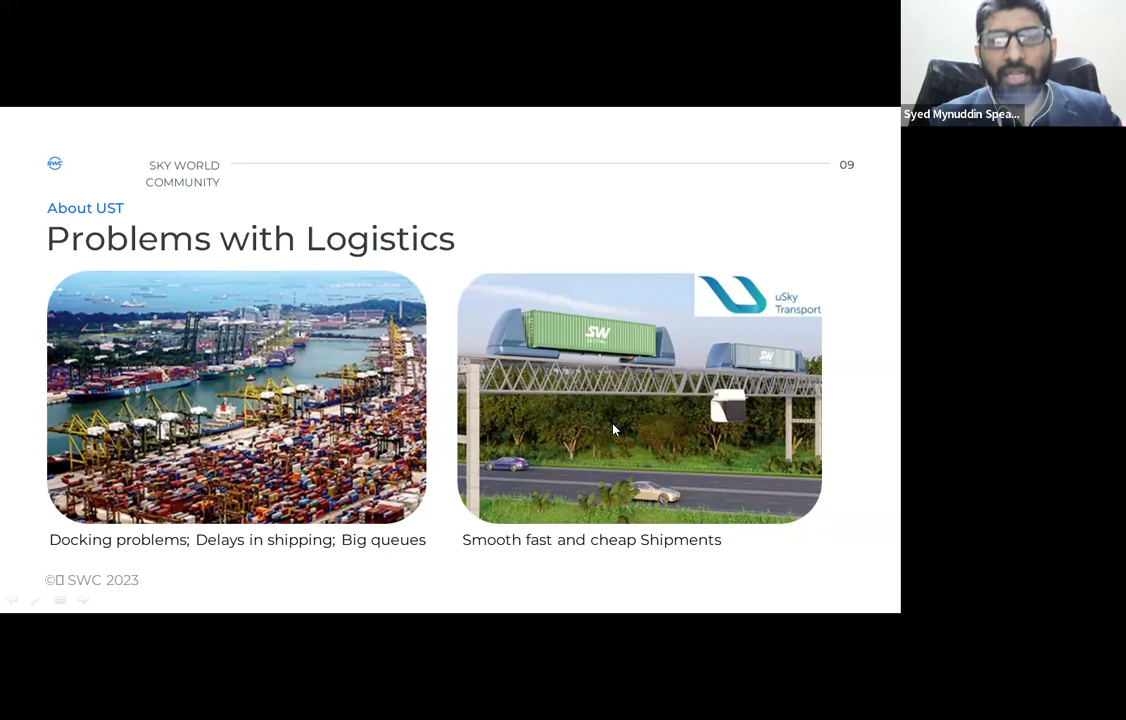 Syed Mynuddin Spea...
SWC
SKY WORLD
COMMUNITY
09
About UST
Problems with Logistics
uSky
Transport
SW
SW
Docking problems; Delays in shipping; Big queues
Smooth fast and cheap Shipments
© SWC 2023